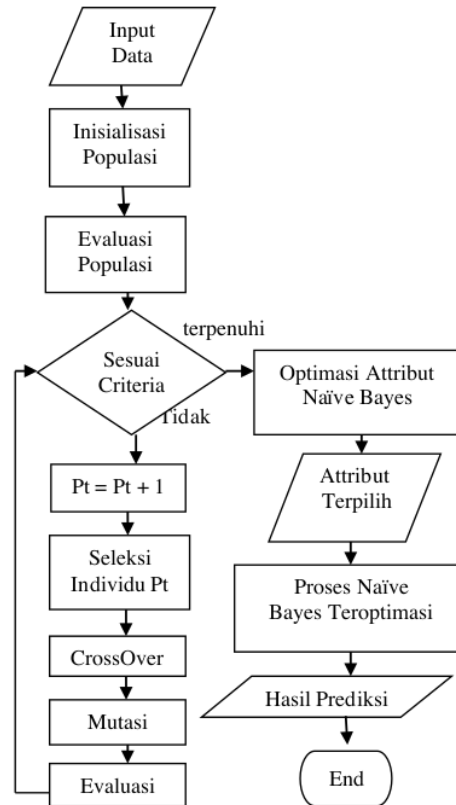 Input
Data
Inisialisasi
Populasi
Evaluasi
Populasi
Sesuai
Criteria
terpenuhi
Tidak
Pt = Pt + 1
Seleksi
Individu Pt
CrossOver
Mutasi
Evaluasi
Optimasi Attribut
Naïve Bayes
Attribut
Terpilih
Proses Naïve
Bayes Teroptimasi
Hasil Prediksi
End